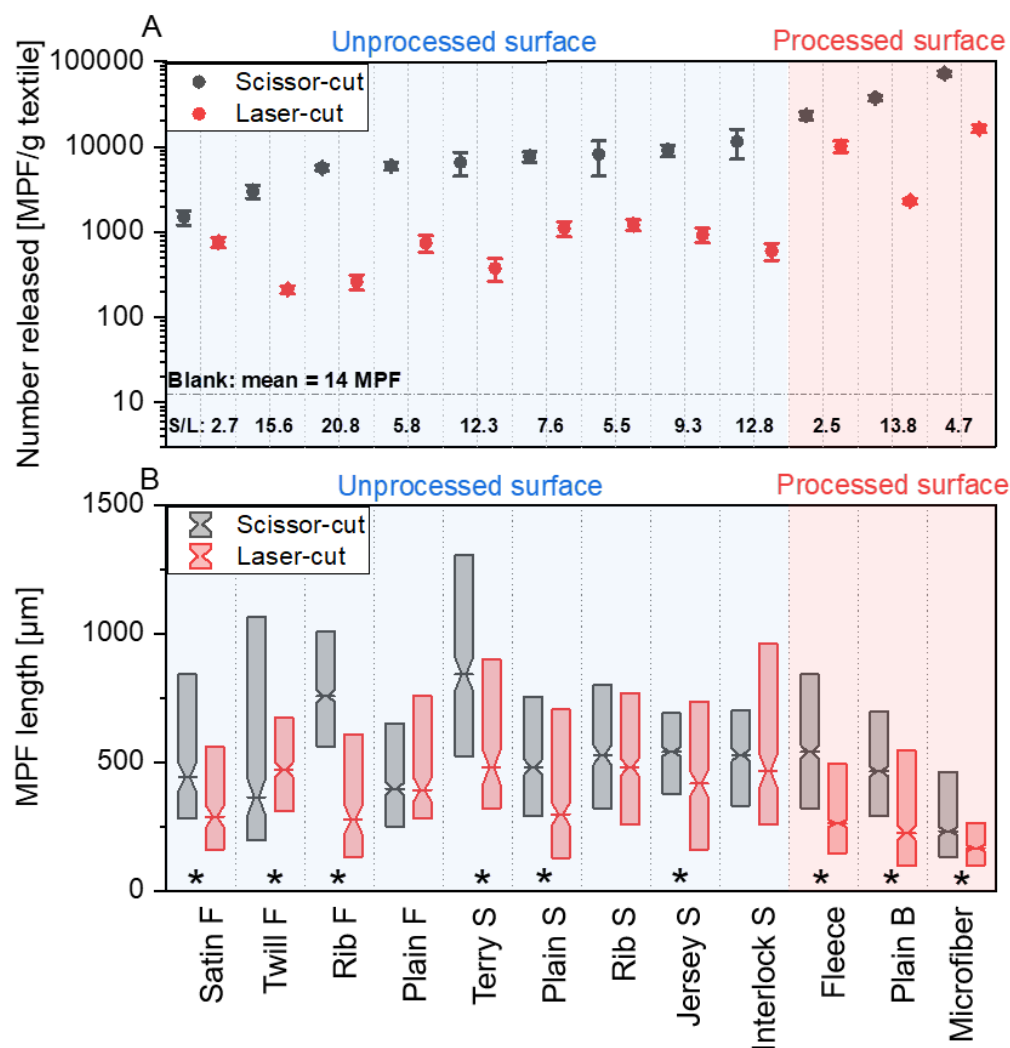 A
Unprocessed surface
Processed surface
Number released [MPF/g textile]
100000
10000
1000
100
10
Scissor-cut
Laser-cut
Blank: mean = 14 MPF
S/L: 2.7 15.6 20.8 5.8 12.3 7.6 5.5 9.3 12.8 2.5 13.8 4.7
B
Unprocessed surface
Processed surface
MPF length [µm]
1500
1000
500
0
Scissor-cut
Laser-cut
* * * * * * * * *
Satin F
Twill F
Rib F
Plain F
Terry S
Plain S
Rib S
Jersey S
Interlock S
Fleece
Plain B
Microfiber